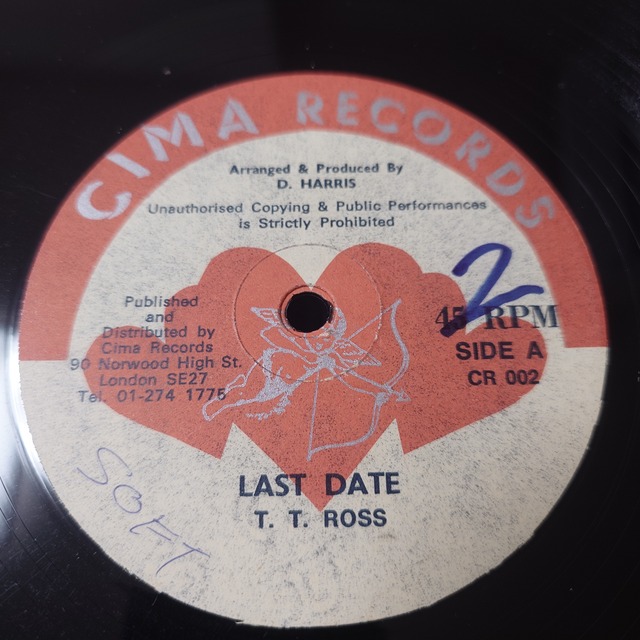 CIMA RECORDS
Arranged & Produced By
D. HARRIS
Unauthorised Copying & Public Performances
is Strictly Prohibited
Published
and
Distributed by
Cima Records
90 Norwood High St.
London SE27
Tel. 01-274 1775
2
45 RPM
SIDE A
CR 002
LAST DATE
T. T. ROSS
SOFT